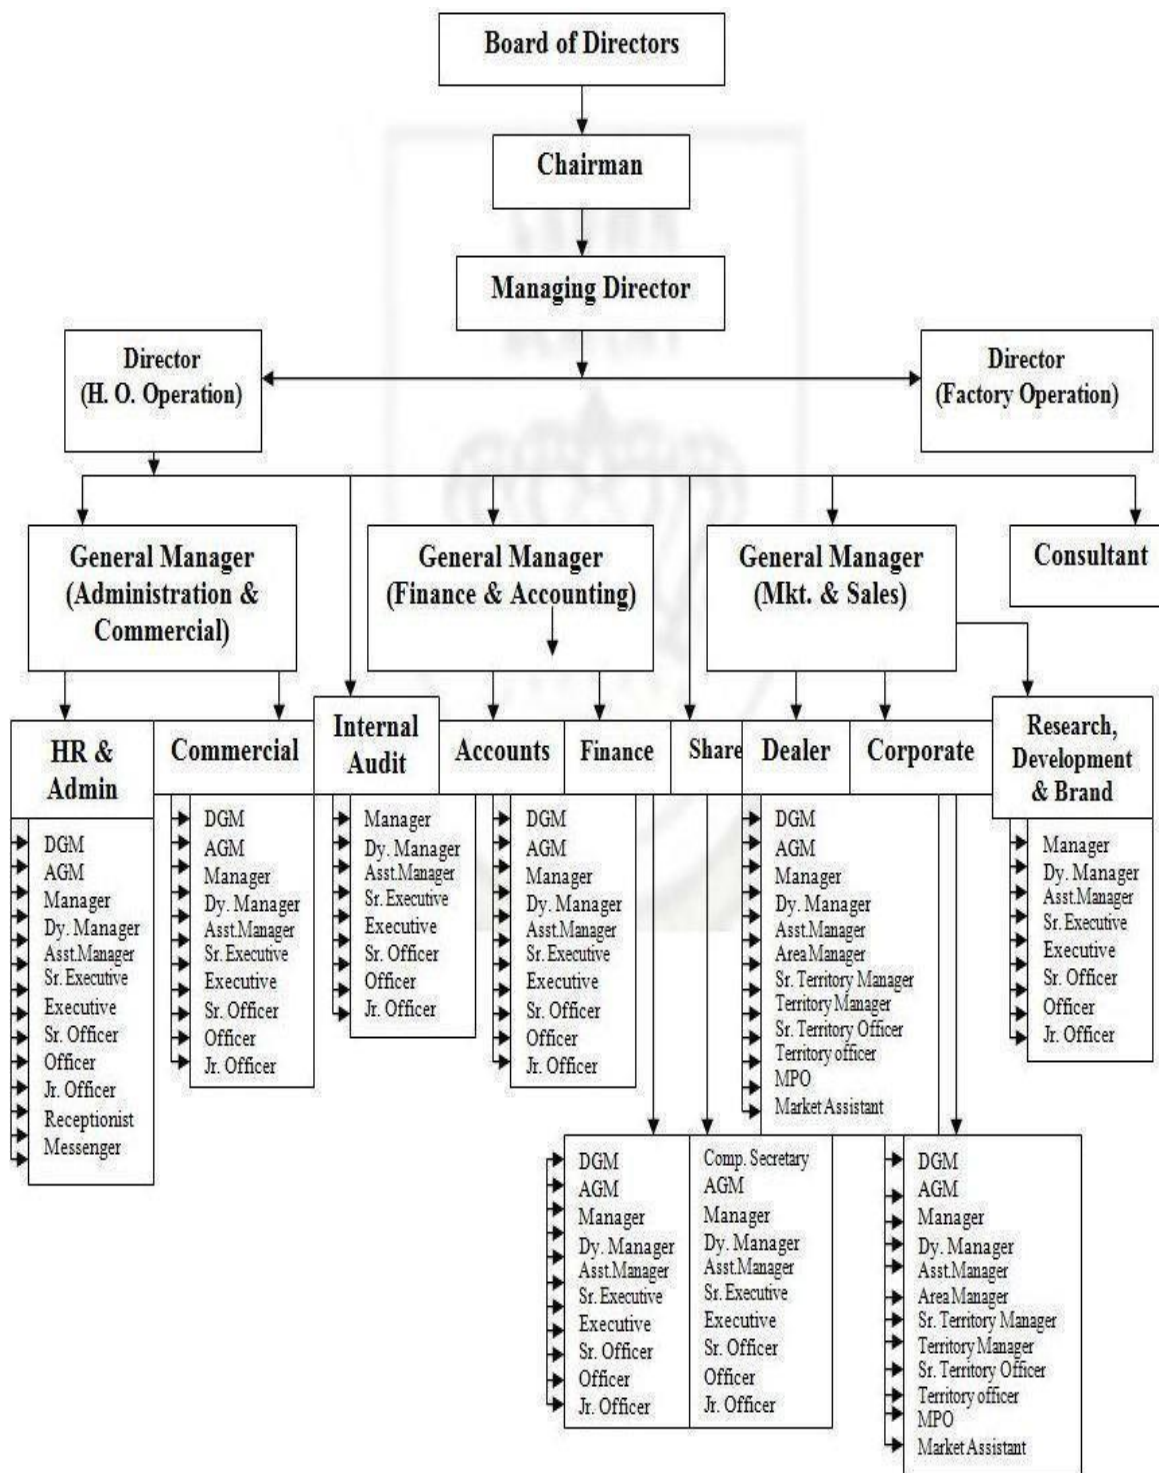 Board of Directors
Chairman
Managing Director
Director
(H. O. Operation)
Director
(Factory Operation)
General Manager
(Administration &
Commercial)
General Manager
(Finance & Accounting)
General Manager
(Mkt. & Sales)
Consultant
HR &
Admin
Commercial
Internal
Audit
Accounts
Finance
Share
Dealer
Corporate
Research,
Development
& Brand
DGM
AGM
Manager
Dy. Manager
Asst.Manager
Sr. Executive
Executive
Sr. Officer
Officer
Jr. Officer
Receptionist
Messenger
DGM
AGM
Manager
Dy. Manager
Asst.Manager
Sr. Executive
Executive
Sr. Officer
Officer
Jr. Officer
Manager
Dy. Manager
Asst.Manager
Sr. Executive
Executive
Sr. Officer
Officer
Jr. Officer
DGM
AGM
Manager
Dy. Manager
Asst.Manager
Sr. Executive
Executive
Sr. Officer
Officer
Jr. Officer
DGM
AGM
Manager
Dy. Manager
Asst.Manager
Area Manager
Sr. Territory Manager
Territory Manager
Sr. Territory Officer
Territory officer
MPO
Market Assistant
Manager
Dy. Manager
Asst.Manager
Sr. Executive
Executive
Sr. Officer
Officer
Jr. Officer
DGM
AGM
Manager
Dy. Manager
Asst.Manager
Sr. Executive
Executive
Sr. Officer
Officer
Jr. Officer
Comp. Secretary
AGM
Manager
Dy. Manager
Asst.Manager
Sr. Executive
Executive
Sr. Officer
Officer
Jr. Officer
DGM
AGM
Manager
Dy. Manager
Asst.Manager
Area Manager
Sr. Territory Manager
Territory Manager
Sr. Territory Officer
Territory officer
MPO
Market Assistant